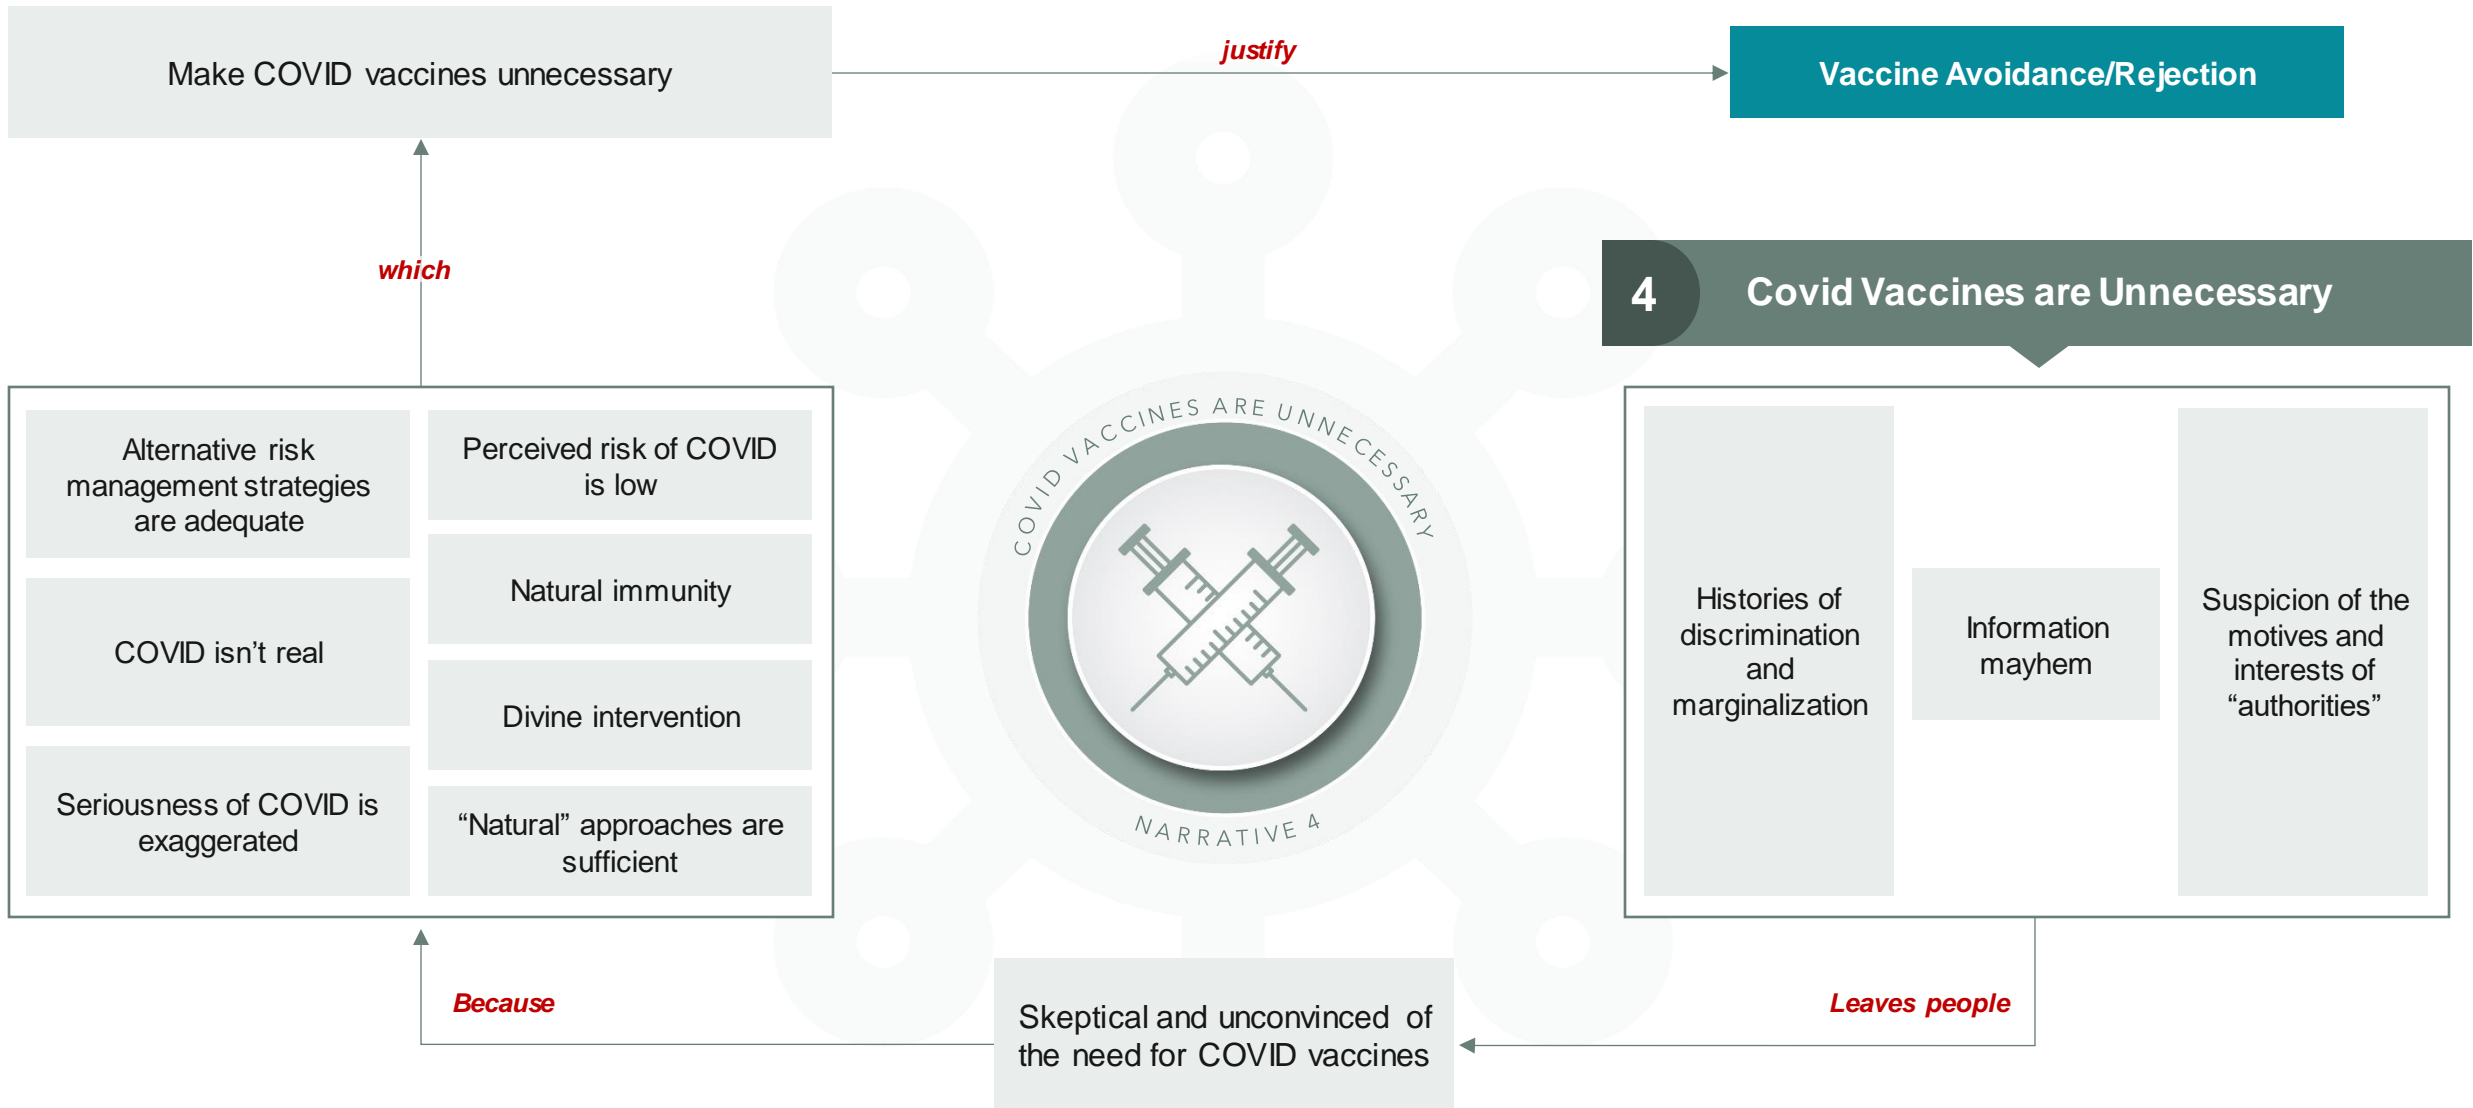 Make COVID vaccines unnecessary
justify
Vaccine Avoidance/Rejection
which
4
Covid Vaccines are Unnecessary
Alternative risk
management strategies
are adequate
COVID isn’t real
Seriousness of COVID is
exaggerated
Perceived risk of COVID
is low
Natural immunity
Divine intervention
“Natural” approaches are
sufficient
COVID VACCINES ARE UNNECESSARY
NARRATIVE 4
Histories of
discrimination
and
marginalization
Information
mayhem
Suspicion of the
motives and
interests of
“authorities”
Because
Skeptical and unconvinced of
the need for COVID vaccines
Leaves people